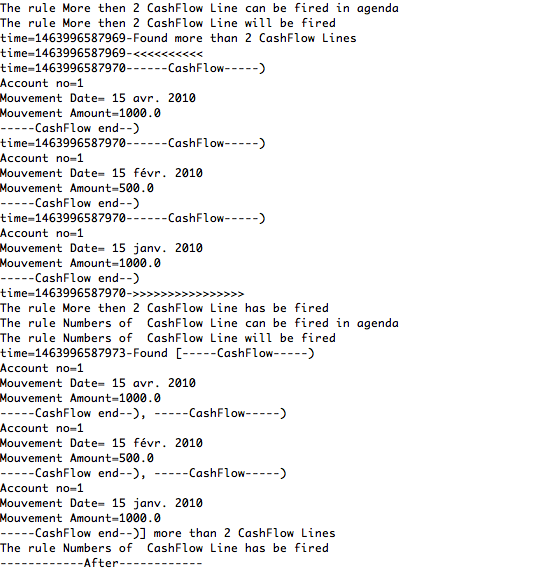 The rule More then 2 CashFlow Line can be fired in agenda
The rule More then 2 CashFlow Line will be fired
time=1463996587969-Found more than 2 CashFlow Lines
time=1463996587969-<<<<<<<<<<
time=1463996587970------CashFlow-----)
Account no=1
Mouvement Date= 15 avr. 2010
Mouvement Amount=1000.0
-----CashFlow end--)
time=1463996587970------CashFlow-----)
Account no=1
Mouvement Date= 15 févr. 2010
Mouvement Amount=500.0
-----CashFlow end--)
time=1463996587970------CashFlow-----)
Account no=1
Mouvement Date= 15 janv. 2010
Mouvement Amount=1000.0
-----CashFlow end--)
time=1463996587970->>>>>>>>>>>>>>>>
The rule More then 2 CashFlow Line has be fired
The rule Numbers of  CashFlow Line can be fired in agenda
The rule Numbers of  CashFlow Line will be fired
time=1463996587973-Found [-----CashFlow-----)
Account no=1
Mouvement Date= 15 avr. 2010
Mouvement Amount=1000.0
-----CashFlow end--), -----CashFlow-----)
Account no=1
Mouvement Date= 15 févr. 2010
Mouvement Amount=500.0
-----CashFlow end--), -----CashFlow-----)
Account no=1
Mouvement Date= 15 janv. 2010
Mouvement Amount=1000.0
-----CashFlow end--)] more than 2 CashFlow Lines
The rule Numbers of  CashFlow Line has be fired
------------After------------